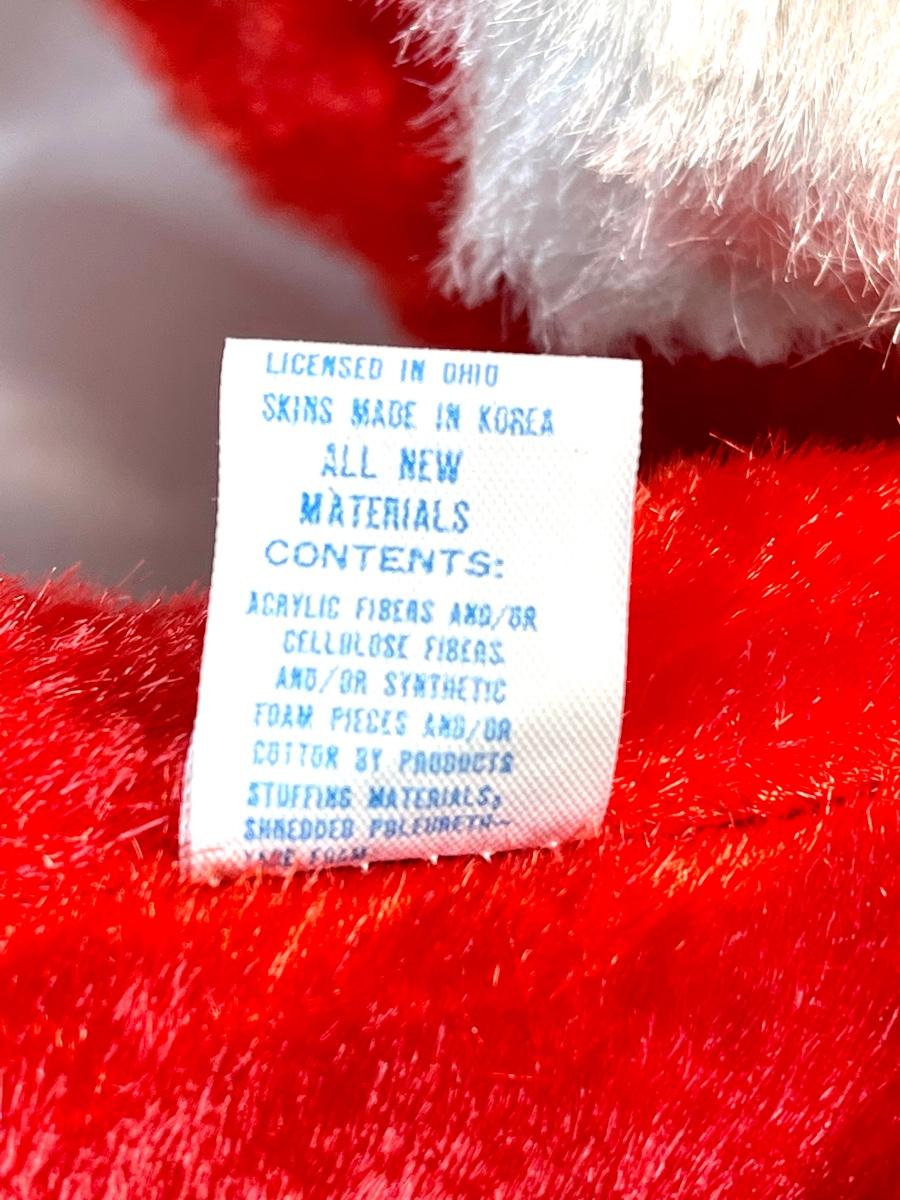 LICENSED IN OHIO
SKINS MADE IN KOREA
ALL NEW
MATERIALS
CONTENTS:
ACRYLIC FIBERS AND/OR
CELLULOSE FIBERS
AND/OR SYNTHETIC
FOAM PIECES AND/OR
COTTON BY PRODUCTS
STUFFING MATERIALS,
SHREDDED POLEURETH-
FOAM